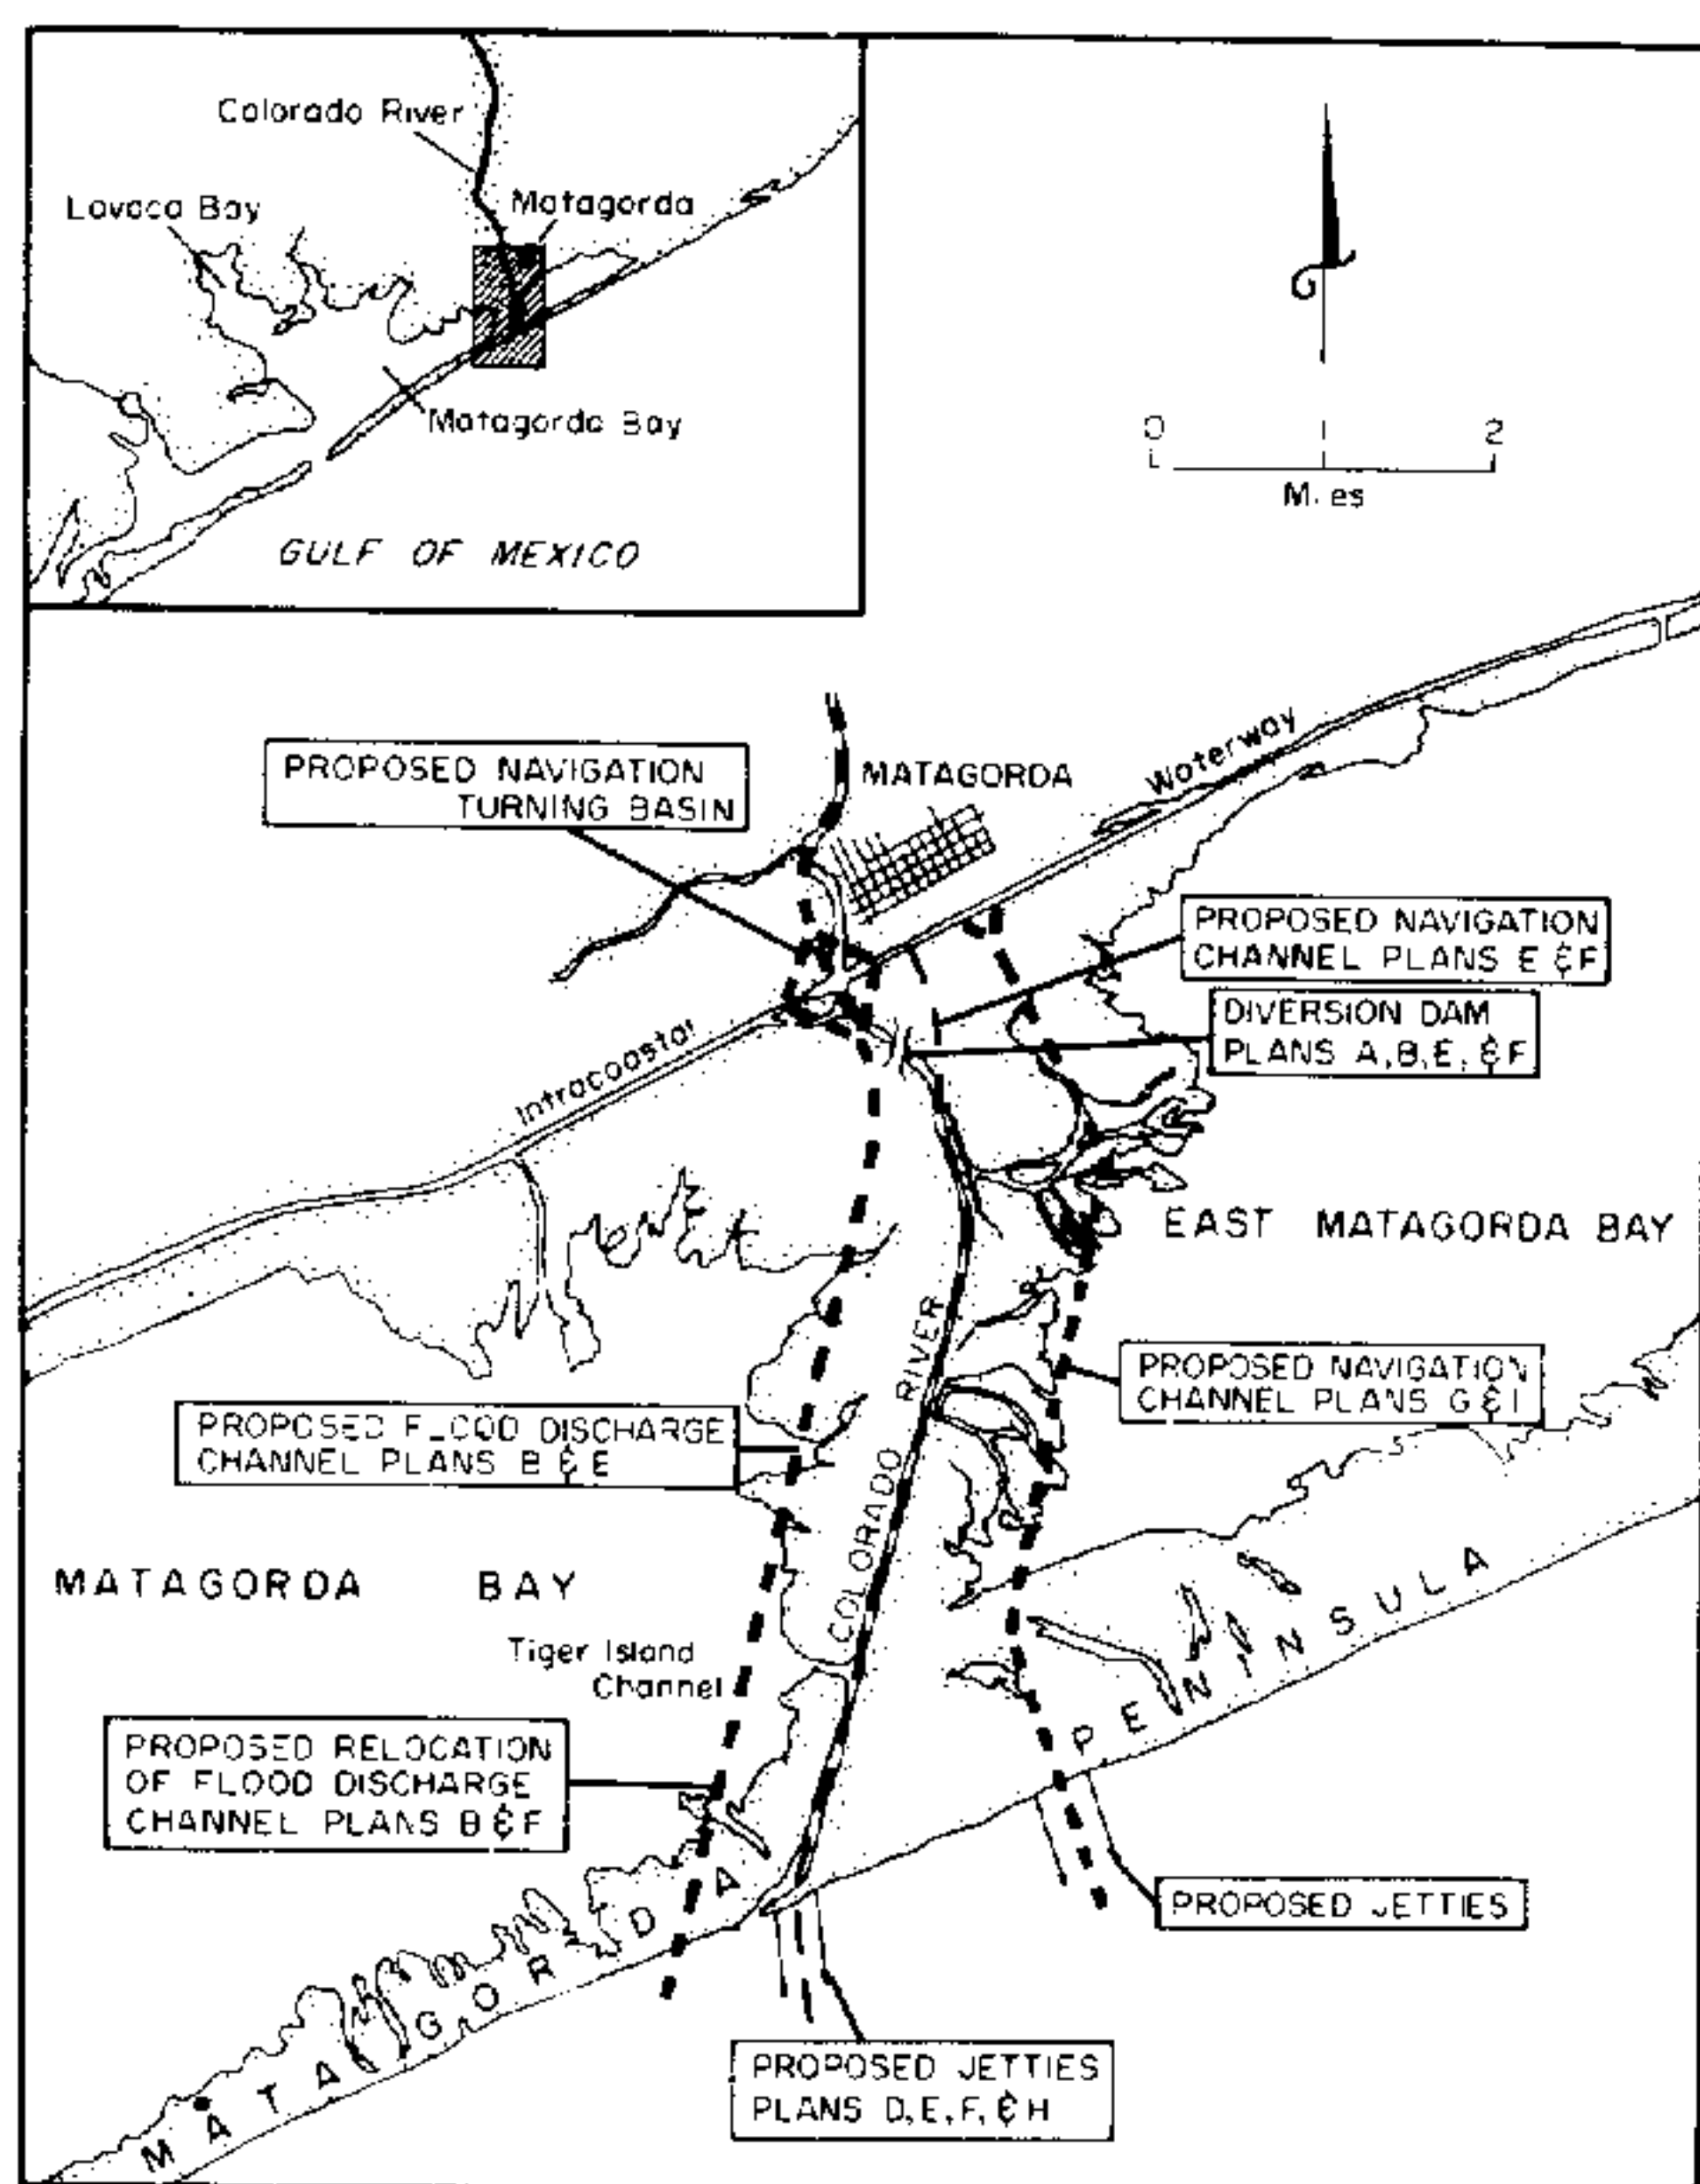 Colorado River
Lavaca Bay
Matagorda
Matagorda Bay
GULF OF MEXICO
0 2
M. es
PROPOSED NAVIGATION
TURNING BASIN
MATAGORDA
Waterway
PROPOSED NAVIGATION
CHANNEL PLANS E & F
DIVERSION DAM
PLANS A, B, E, & F
Intracoastal
EAST MATAGORDA BAY
PROPOSED NAVIGATION
CHANNEL PLANS G & I
PROPOSED FLOOD DISCHARGE
CHANNEL PLANS B & E
COLORADO RIVER
MATAGORDA BAY
Tiger Island
Channel
PROPOSED RELOCATION
OF FLOOD DISCHARGE
CHANNEL PLANS B & F
MATAGORDA PENINSULA
PROPOSED JETTIES
PROPOSED JETTIES
PLANS D, E, F, & H